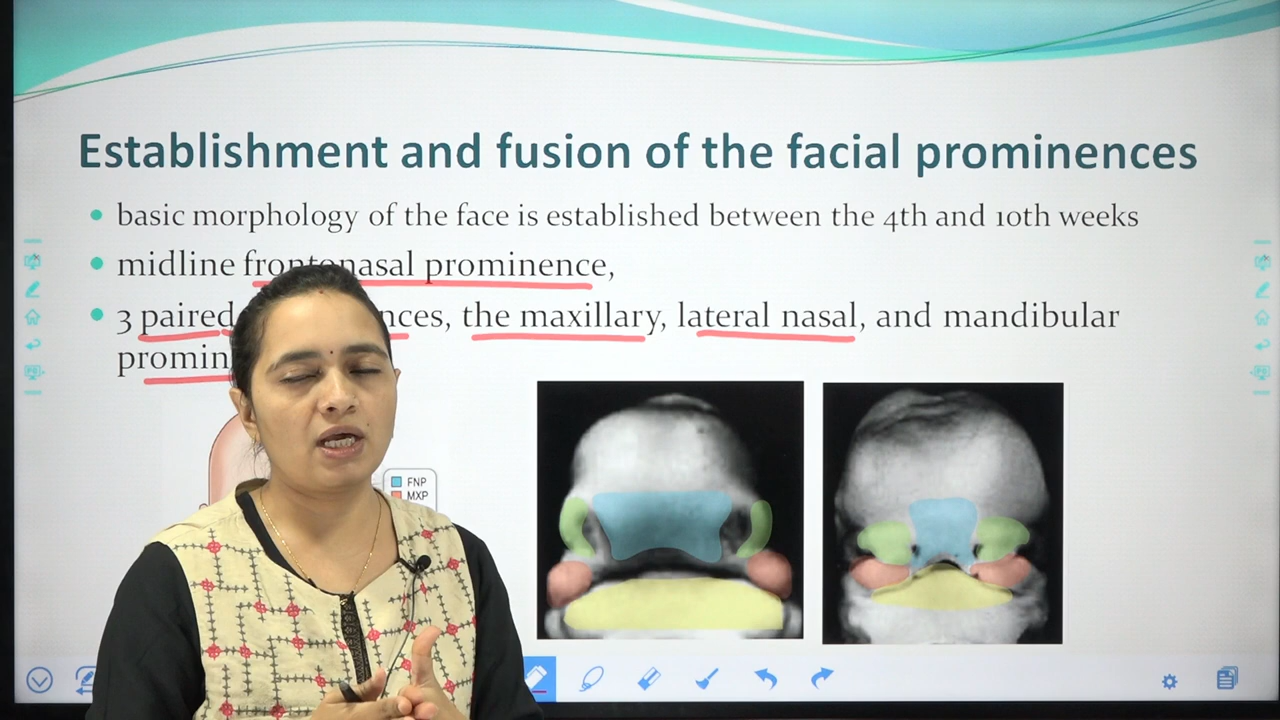 Establishment and fusion of the facial prominences
• basic morphology of the face is established between the 4th and 10th weeks
• midline frontonasal prominence,
• 3 paired nces, the maxillary, lateral nasal, and mandibular
promin
FNP
MXP